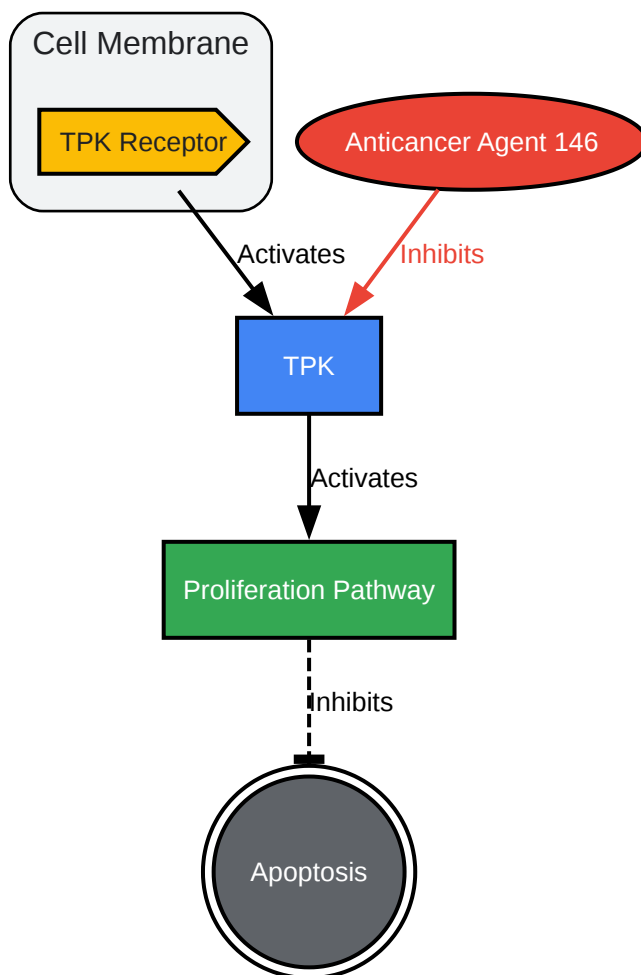 Cell Membrane
TPK Receptor
Anticancer Agent 146
Activates
Inhibits
TPK
Activates
Proliferation Pathway
Inhibits
Apoptosis